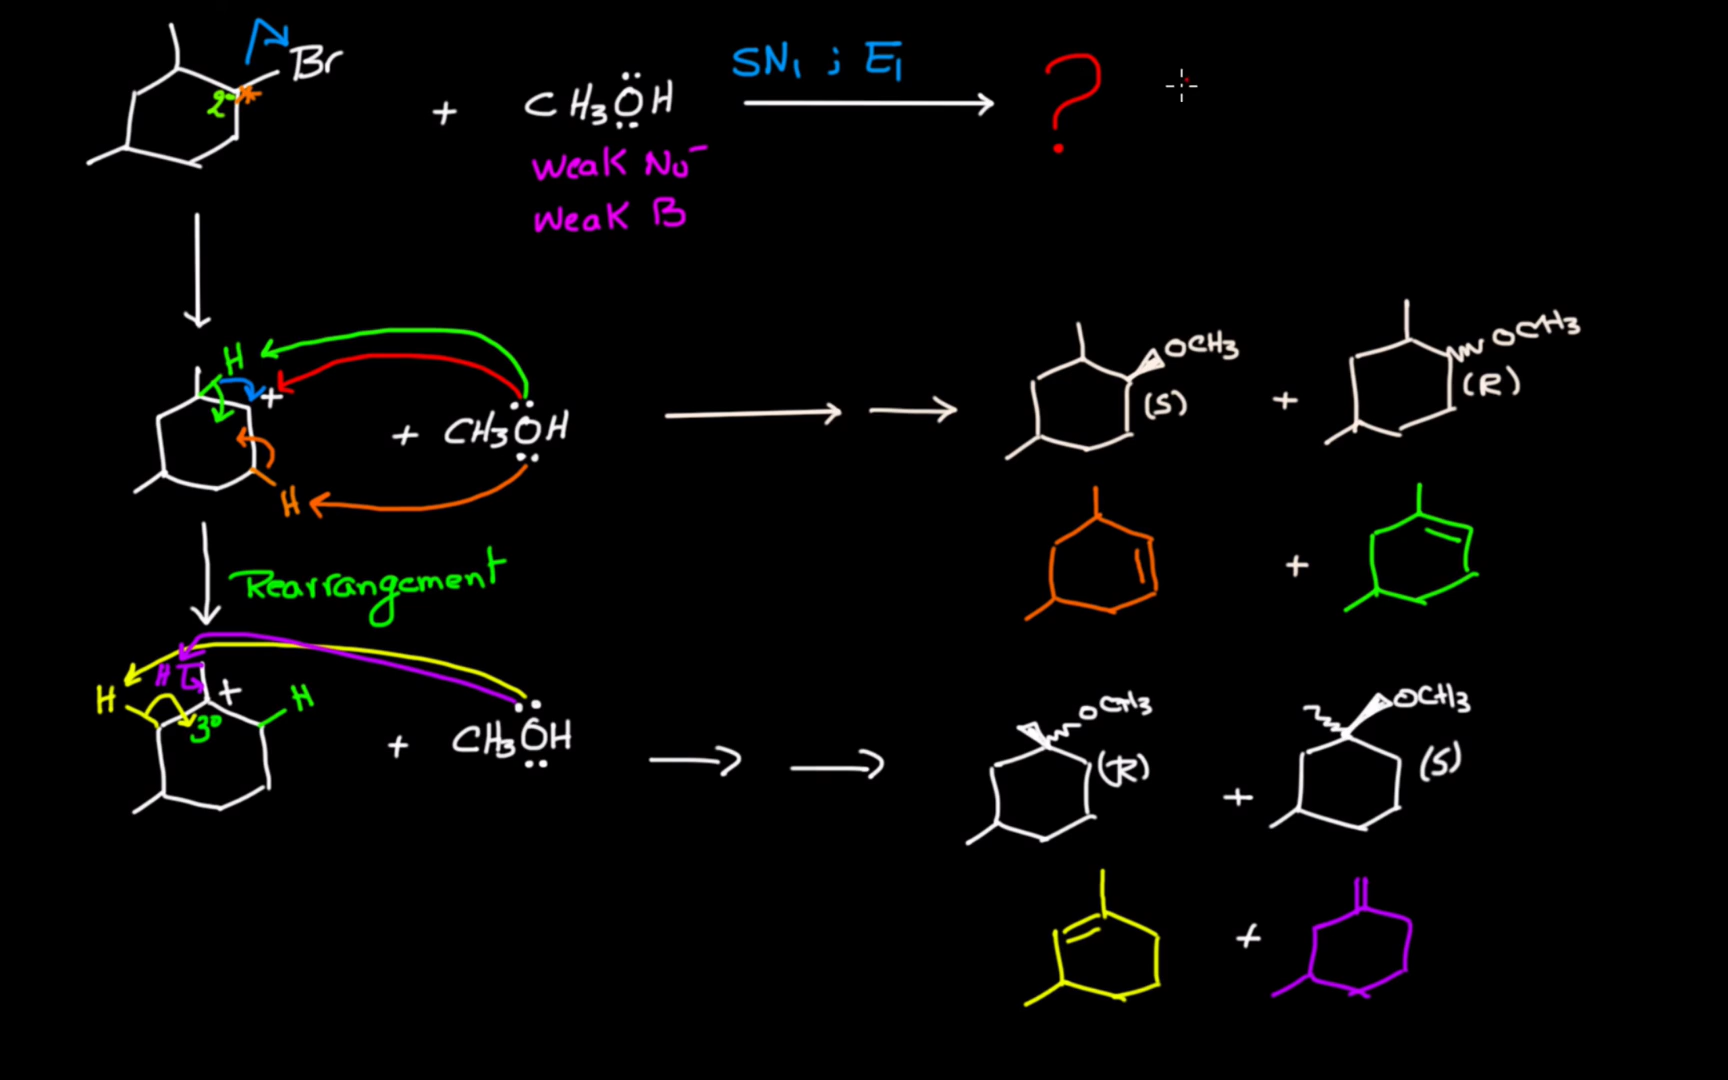 Br
2°
*
+ CH3ÖH
SN1 ; E1
?
Weak Nu⁻
Weak B
H
+
+ CH3ÖH
H
OCH3
(S)
+
OCH3
(R)
+
Rearrangement
H
H
+
H
3°
+ CH3ÖH
OCH3
(R)
+
OCH3
(S)
+